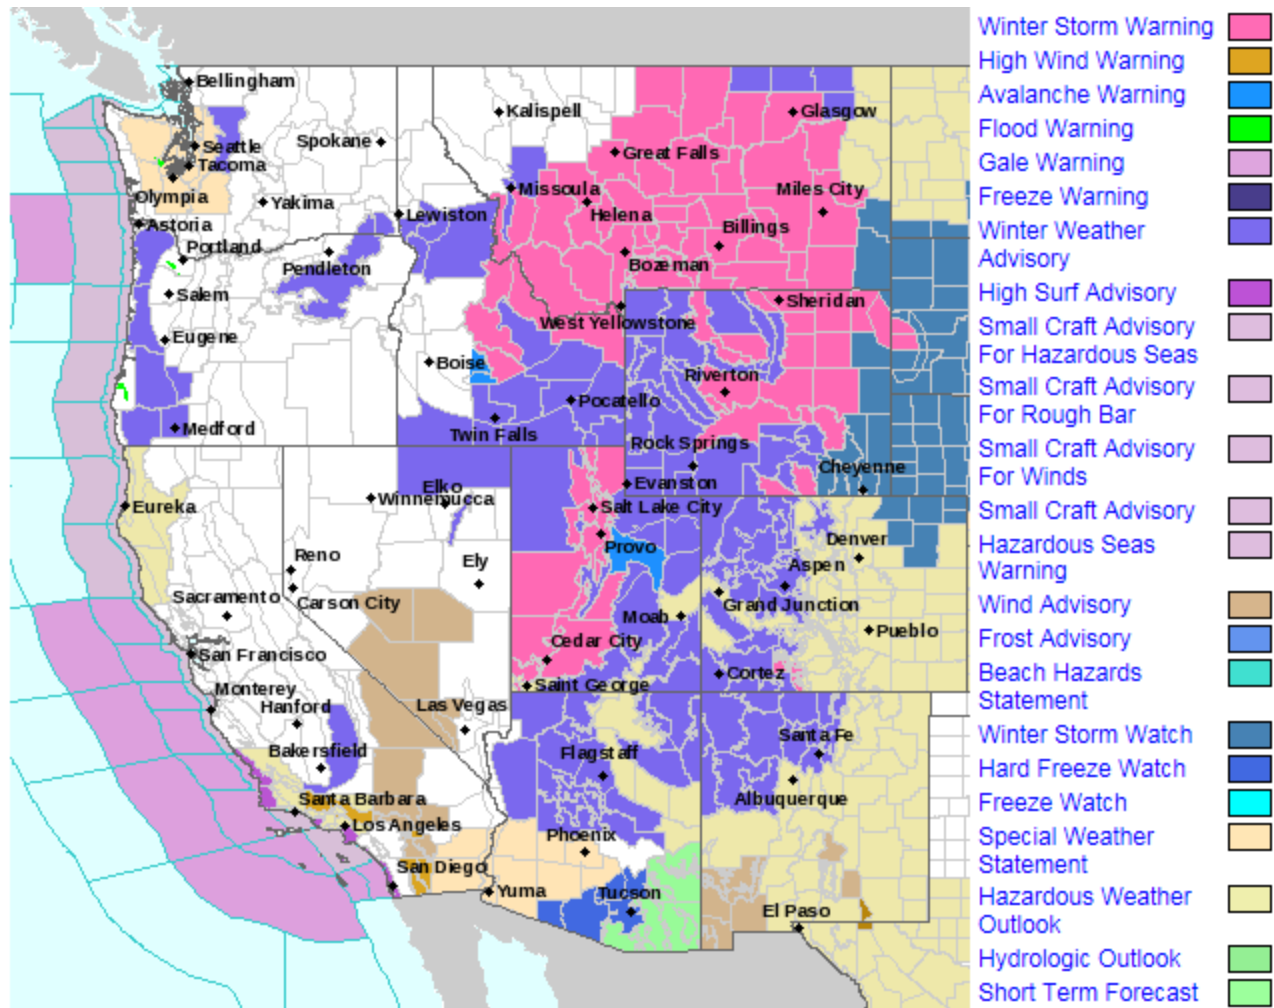 Bellingham
Kalispell
Glasgow
Spokane
Seattle
Tacoma
Great Falls
Olympia
Missoula
Miles City
Yakima
Helena
Lewiston
Astoria
Billings
Portland
Pendleton
Bozeman
Salem
Sheridan
West Yellowstone
Eugene
Boise
Riverton
Pocatello
Medford
Twin Falls
Rock Springs
Cheyenne
Evanston
Elko
Winnemucca
Eureka
Salt Lake City
Provo
Denver
Reno
Ely
Aspen
Sacramento
Carson City
Grand Junction
Moab
Pueblo
Cedar City
San Francisco
Cortez
Saint George
Monterey
Hanford
Las Vegas
Santa Fe
Bakersfield
Flagstaff
Santa Barbara
Albuquerque
Los Angeles
Phoenix
San Diego
Yuma
Tucson
El Paso
Winter Storm Warning
High Wind Warning
Avalanche Warning
Flood Warning
Gale Warning
Freeze Warning
Winter Weather
Advisory
High Surf Advisory
Small Craft Advisory
For Hazardous Seas
Small Craft Advisory
For Rough Bar
Small Craft Advisory
For Winds
Small Craft Advisory
Hazardous Seas
Warning
Wind Advisory
Frost Advisory
Beach Hazards
Statement
Winter Storm Watch
Hard Freeze Watch
Freeze Watch
Special Weather
Statement
Hazardous Weather
Outlook
Hydrologic Outlook
Short Term Forecast